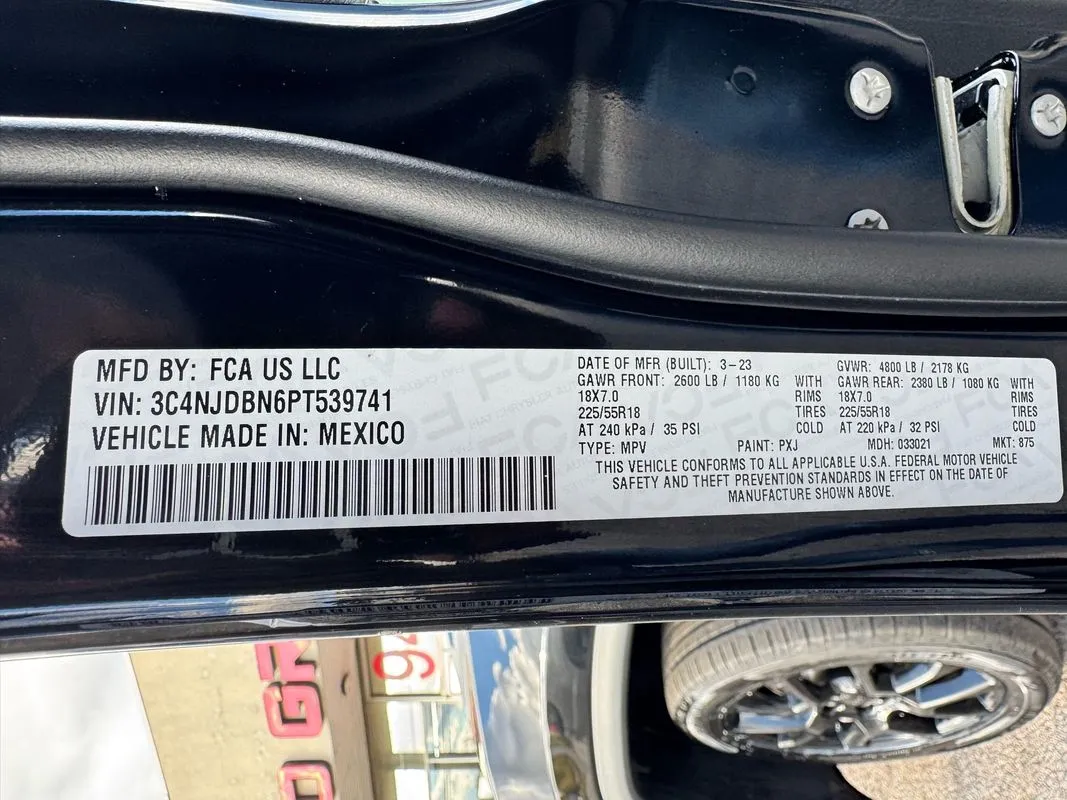 MFD BY: FCA US LLC
VIN: 3C4NJDBN6PT539741
VEHICLE MADE IN: MEXICO
DATE OF MFR (BUILT): 3-23 GVWR: 4800 LB / 2178 KG
GAWR FRONT: 2600 LB / 1180 KG WITH GAWR REAR: 2380 LB / 1080 KG WITH
18X7.0 RIMS 18X7.0 RIMS
225/55R18 TIRES 225/55R18 TIRES
AT 240 kPa / 35 PSI COLD AT 220 kPa / 32 PSI COLD
TYPE: MPV PAINT: PXJ MDH: 033021 MKT: 875
THIS VEHICLE CONFORMS TO ALL APPLICABLE U.S.A. FEDERAL MOTOR VEHICLE
SAFETY AND THEFT PREVENTION STANDARDS IN EFFECT ON THE DATE OF
MANUFACTURE SHOWN ABOVE.
FCA